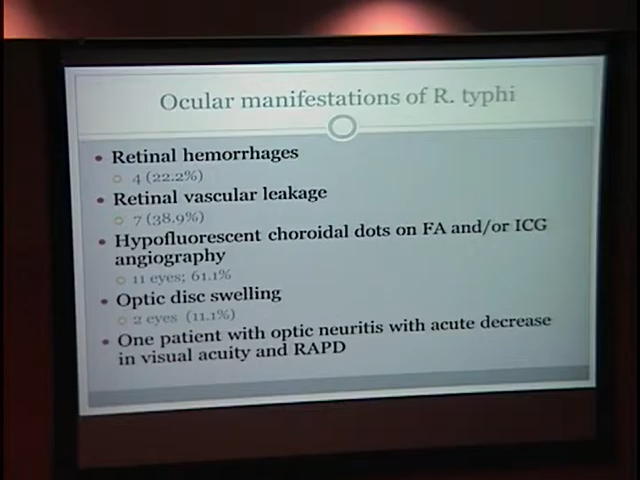 Ocular manifestations of R. typhi
• Retinal hemorrhages
○ 4 (22.2%)
• Retinal vascular leakage
○ 7 (38.9%)
• Hypofluorescent choroidal dots on FA and/or ICG
angiography
○ 11 eyes; 61.1%
• Optic disc swelling
○ 2 eyes (11.1%)
• One patient with optic neuritis with acute decrease
in visual acuity and RAPD